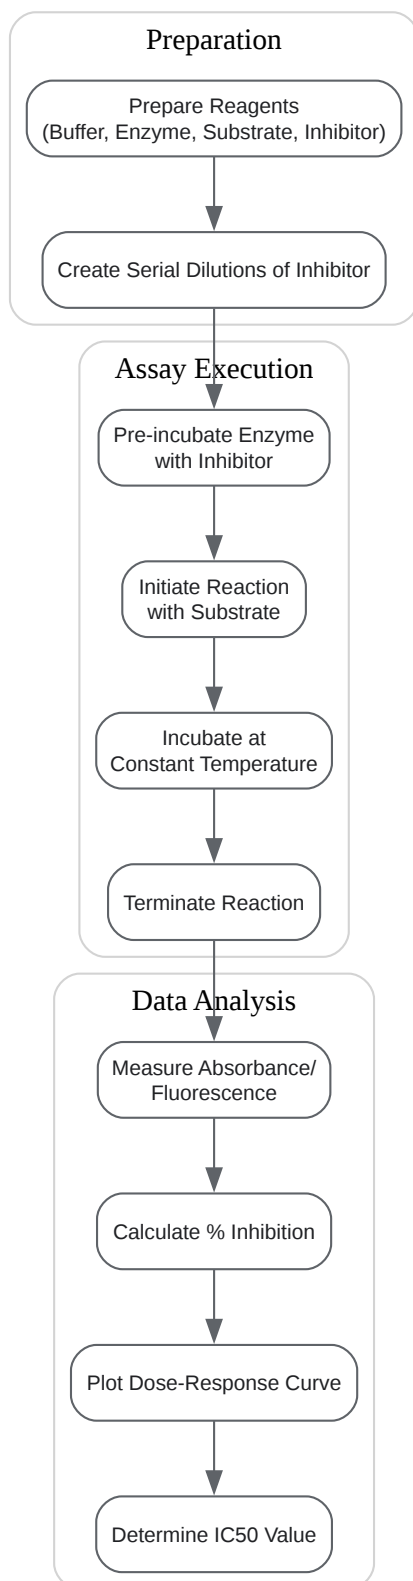 Preparation
Prepare Reagents
(Buffer, Enzyme, Substrate, Inhibitor)
Create Serial Dilutions of Inhibitor
Assay Execution
Pre-incubate Enzyme
with Inhibitor
Initiate Reaction
with Substrate
Incubate at
Constant Temperature
Terminate Reaction
Data Analysis
Measure Absorbance/
Fluorescence
Calculate % Inhibition
Plot Dose-Response Curve
Determine IC50 Value